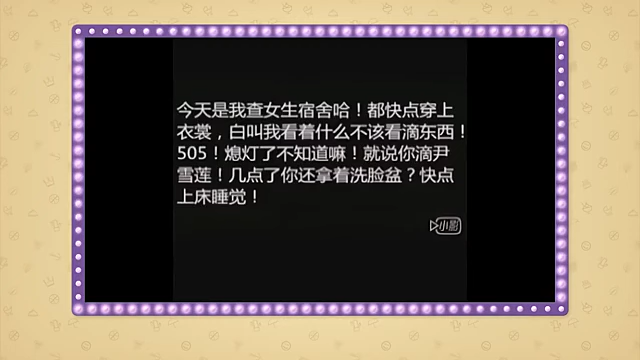 今天是我查女生宿舍哈！都快点穿上
衣裳，白叫我看着什么不该看滴东西！
505！熄灯了不知道嘛！就说你滴尹
雪莲！几点了你还拿着洗脸盆？快点
上床睡觉！
小影